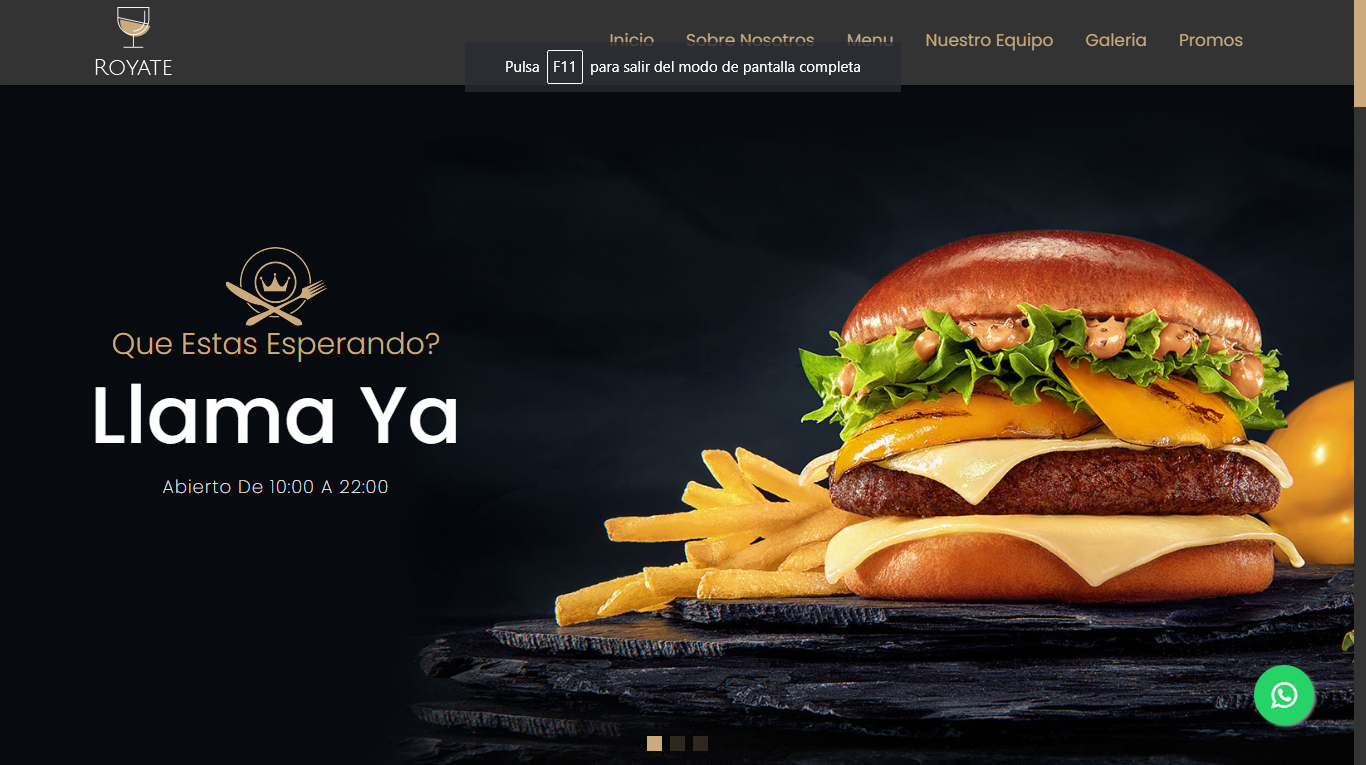 ROYATE
Inicio Sobre Nosotros Menu Nuestro Equipo Galeria Promos
Pulsa F11 para salir del modo de pantalla completa
Que Estas Esperando?
Llama Ya
Abierto De 10:00 A 22:00